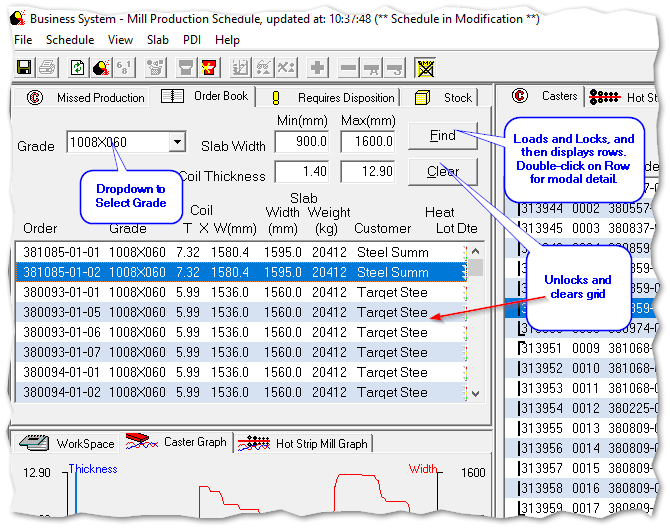 Business System - Mill Production Schedule, updated at: 10:37:48 (** Schedule in Modification **)
File Schedule View Slab PDI Help
Missed Production Order Book Requires Disposition Stock
Casters Hot Stri
Min(mm) Max(mm)
Grade 1008X060 Slab Width 900.0 1600.0 Find
Coil Thickness 1.40 12.90 Clear
Dropdown to
Select Grade
Loads and Locks, and
then displays rows.
Double-click on Row
for modal detail.
Unlocks and
clears grid
Coil Slab Heat
Order Grade T X W(mm) Width (mm) Weight (kg) Customer Lot Dte
381085-01-01 1008X060 7.32 1580.4 1595.0 20412 Steel Summ
381085-01-02 1008X060 7.32 1580.4 1595.0 20412 Steel Summ
380093-01-01 1008X060 5.99 1536.0 1560.0 20412 Target Stee
380093-01-05 1008X060 5.99 1536.0 1560.0 20412 Target Stee
380093-01-06 1008X060 5.99 1536.0 1560.0 20412 Target Stee
380093-01-07 1008X060 5.99 1536.0 1560.0 20412 Target Stee
380094-01-01 1008X060 5.99 1536.0 1560.0 20412 Target Stee
380094-01-02 1008X060 5.99 1536.0 1560.0 20412 Target Stee
313944 0002 380557-
313945 0003 380837-
313951 0009 381068-
313952 0010 381068-
313953 0011 381068-
313954 0012 380225-
313955 0013 380809-
313956 0014 380809-
313957 0015 380809-
313958 0016 380809-
313959 0017 380809-
WorkSpace Caster Graph Hot Strip Mill Graph
12.90 Thickness Width 1600